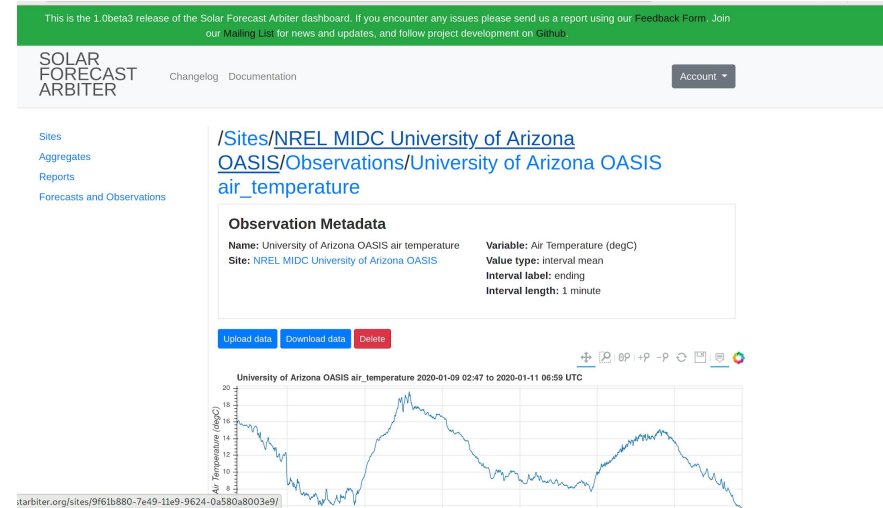 This is the 1.0beta3 release of the Solar Forecast Arbiter dashboard. If you encounter any issues please send us a report using our Feedback Form. Join
our Mailing List for news and updates, and follow project development on Github.
SOLAR
FORECAST
ARBITER
Changelog Documentation
Account
Sites
Aggregates
Reports
Forecasts and Observations
/Sites/NREL MIDC University of Arizona
OASIS/Observations/University of Arizona OASIS
air_temperature
Observation Metadata
Name: University of Arizona OASIS air temperature
Site: NREL MIDC University of Arizona OASIS
Variable: Air Temperature (degC)
Value type: interval mean
Interval label: ending
Interval length: 1 minute
Upload data Download data Delete
University of Arizona OASIS air_temperature 2020-01-09 02:47 to 2020-01-11 06:59 UTC
Air Temperature (degC)
20
18
16
14
12
10
8
starbiter.org/sites/9f61b880-7e49-11e9-9624-0a580a8003e9/